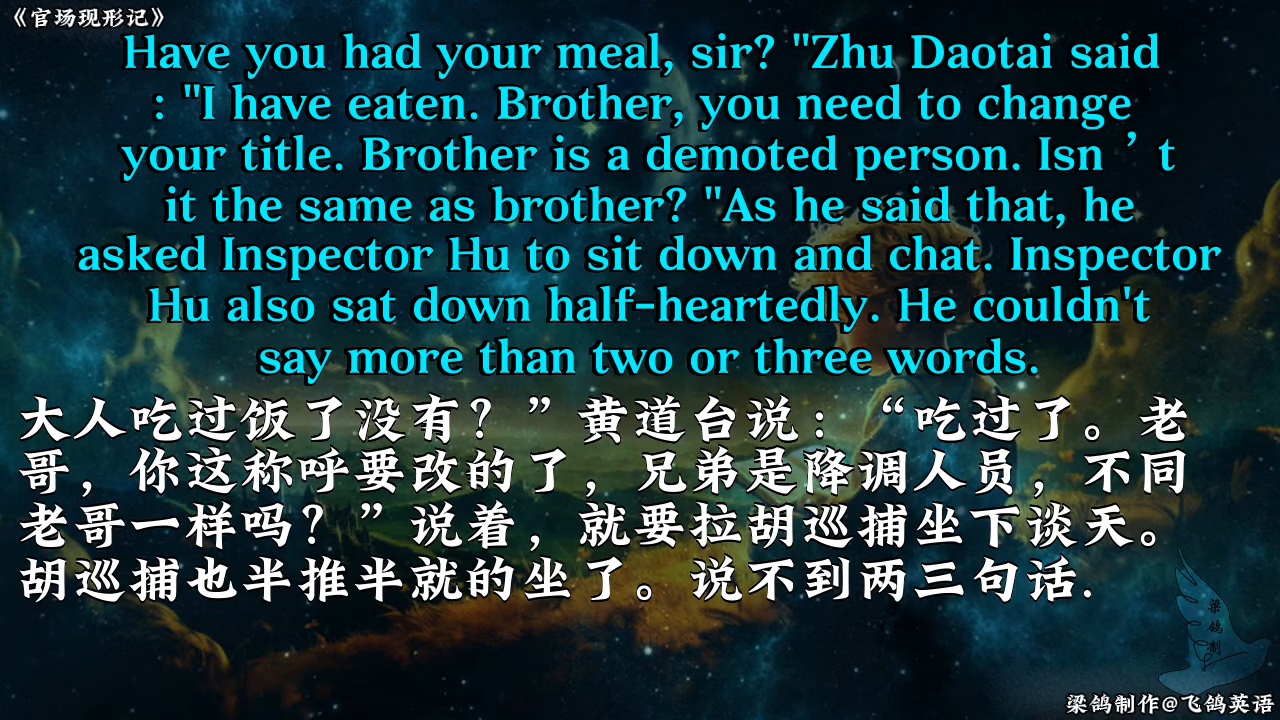 《官场现形记》
Have you had your meal, sir? "Zhu Daotai said
: "I have eaten. Brother, you need to change
your title. Brother is a demoted person. Isn ’ t
it the same as brother? "As he said that, he
asked Inspector Hu to sit down and chat. Inspector
Hu also sat down half-heartedly. He couldn't
say more than two or three words.
大人吃过饭了没有？”黄道台说：“吃过了。老
哥，你这称呼要改的了，兄弟是降调人员，不同
老哥一样吗？”说着，就要拉胡巡捕坐下谈天。
胡巡捕也半推半就的坐了。说不到两三句话.
梁鸽制
梁鸽制作@飞鸽英语